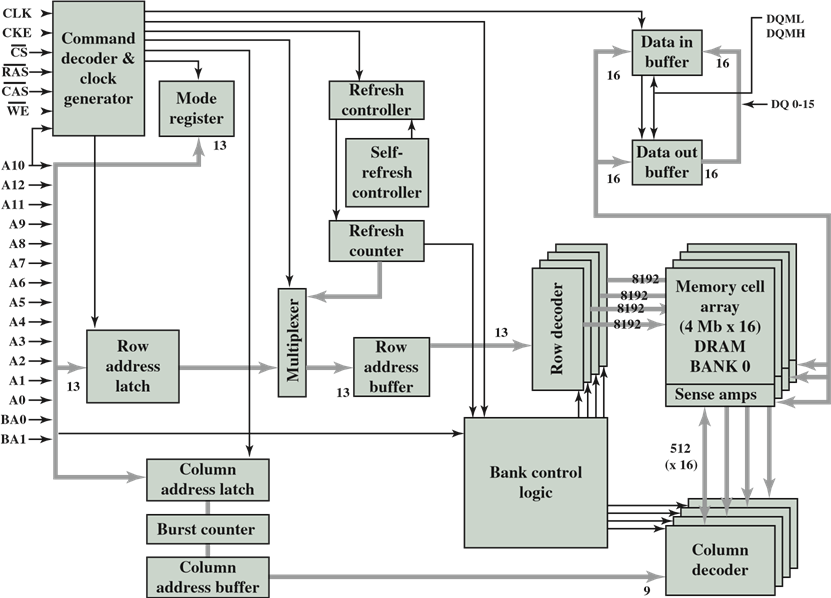 CLK
CKE
CS
RAS
CAS
WE
A10
A12
A11
A9
A8
A7
A6
A5
A4
A3
A2
A1
A0
BA0
BA1
Command
decoder &
clock
generator
Mode
register
13
Refresh
controller
Self-
refresh
controller
Refresh
counter
Multiplexer
13
Row
address
latch
13
Row
address
buffer
13
Column
address latch
Burst counter
Column
address buffer
Bank control
logic
Row decoder
8192
8192
8192
8192
Memory cell
array
(4 Mb x 16)
DRAM
BANK 0
Sense amps
512
(x 16)
Column
decoder
9
Data in
buffer
16
16
Data out
buffer
16
16
DQML
DQMH
DQ 0-15